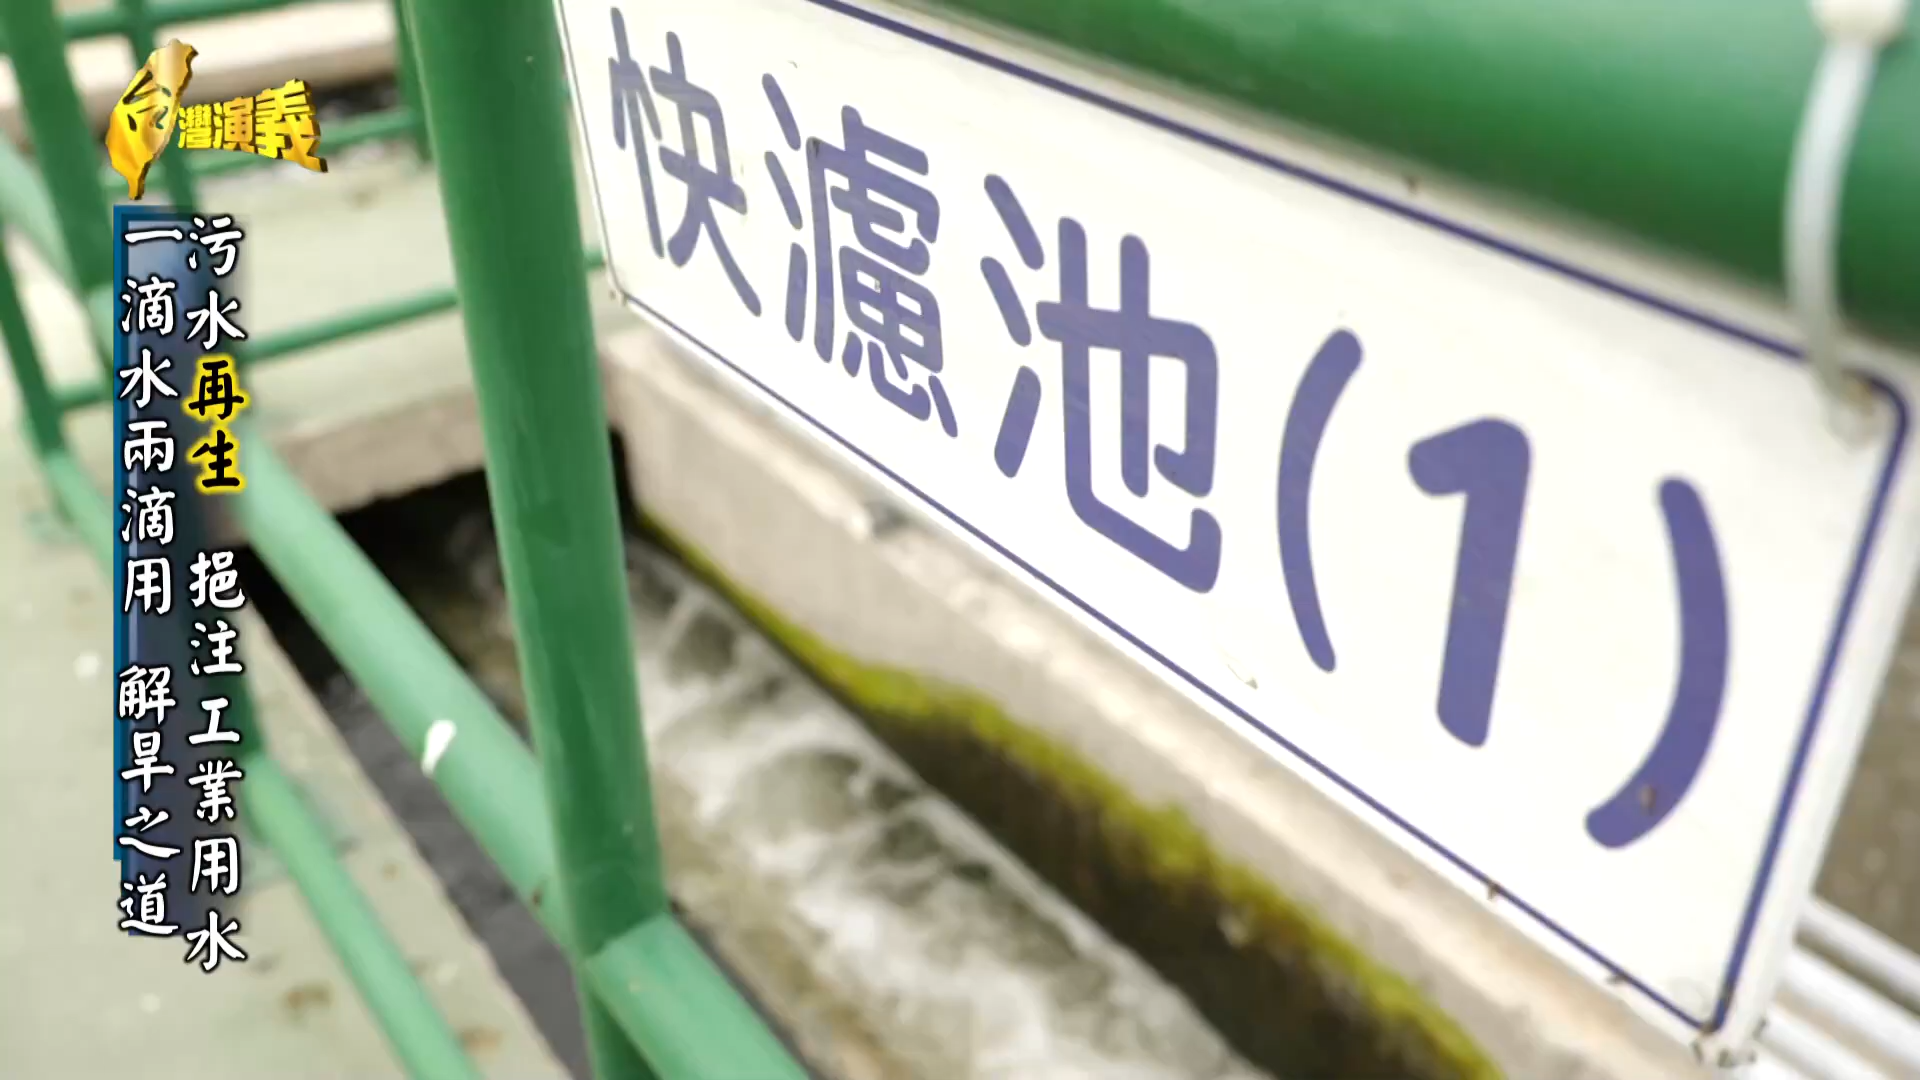 台灣演義
污水再生 挹注工業用水
一滴水兩滴用 解旱之道
快濾池(1)